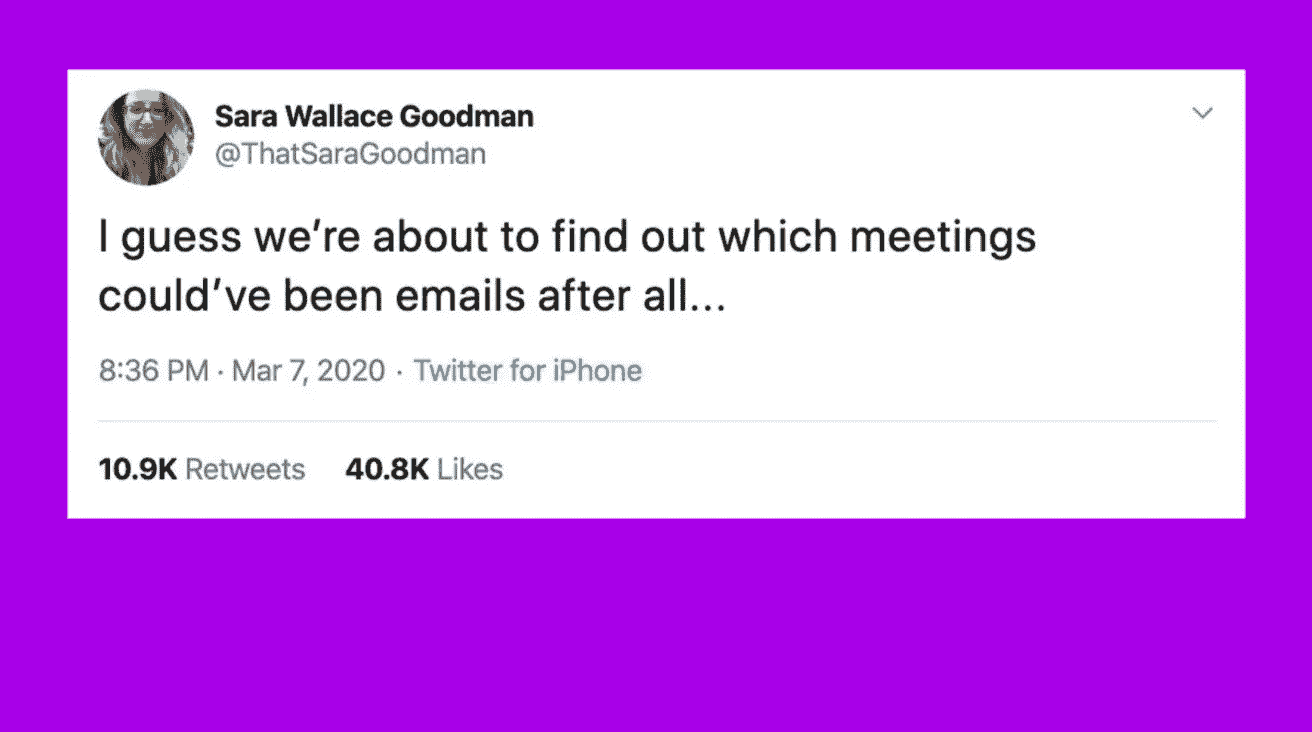 Sara Wallace Goodman
@ThatSaraGoodman
I guess we’re about to find out which meetings
could’ve been emails after all...
8:36 PM · Mar 7, 2020 · Twitter for iPhone
10.9K Retweets 40.8K Likes